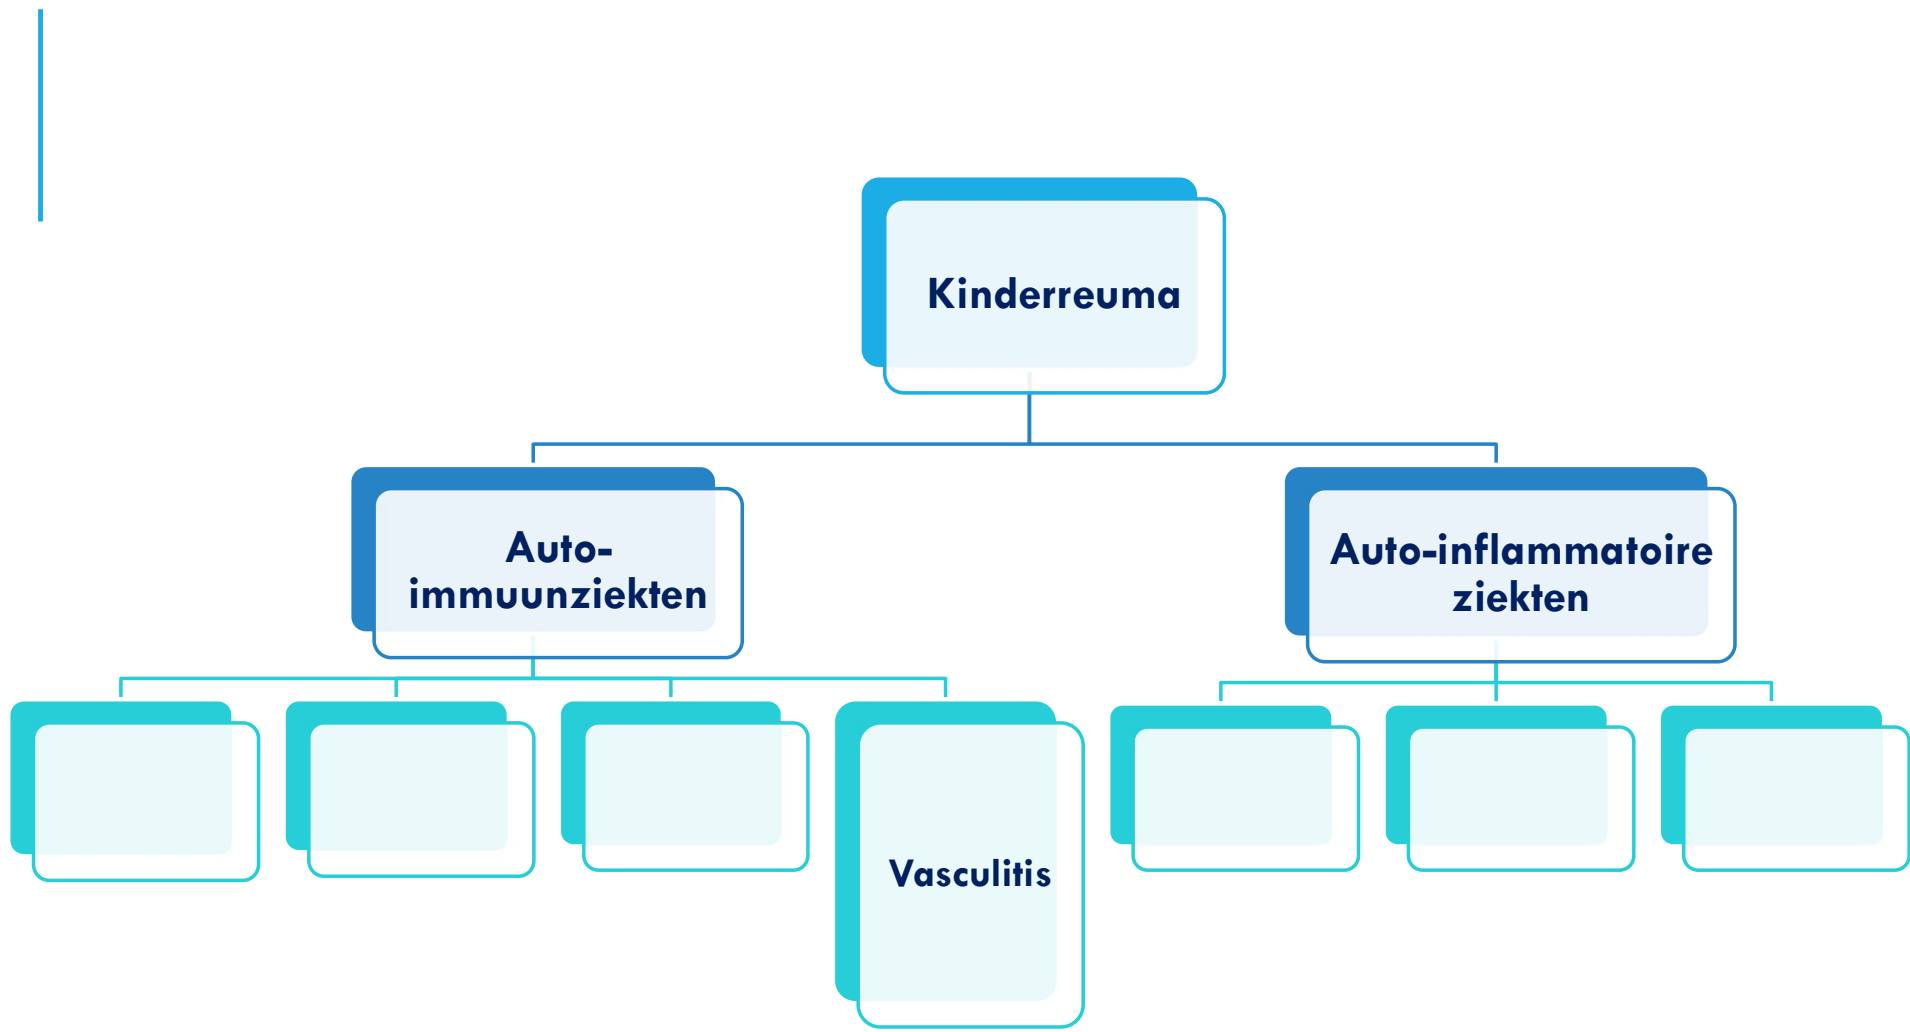 Kinderreuma
Auto-
immuunziekten
Auto-inflammatoire
ziekten
Vasculitis